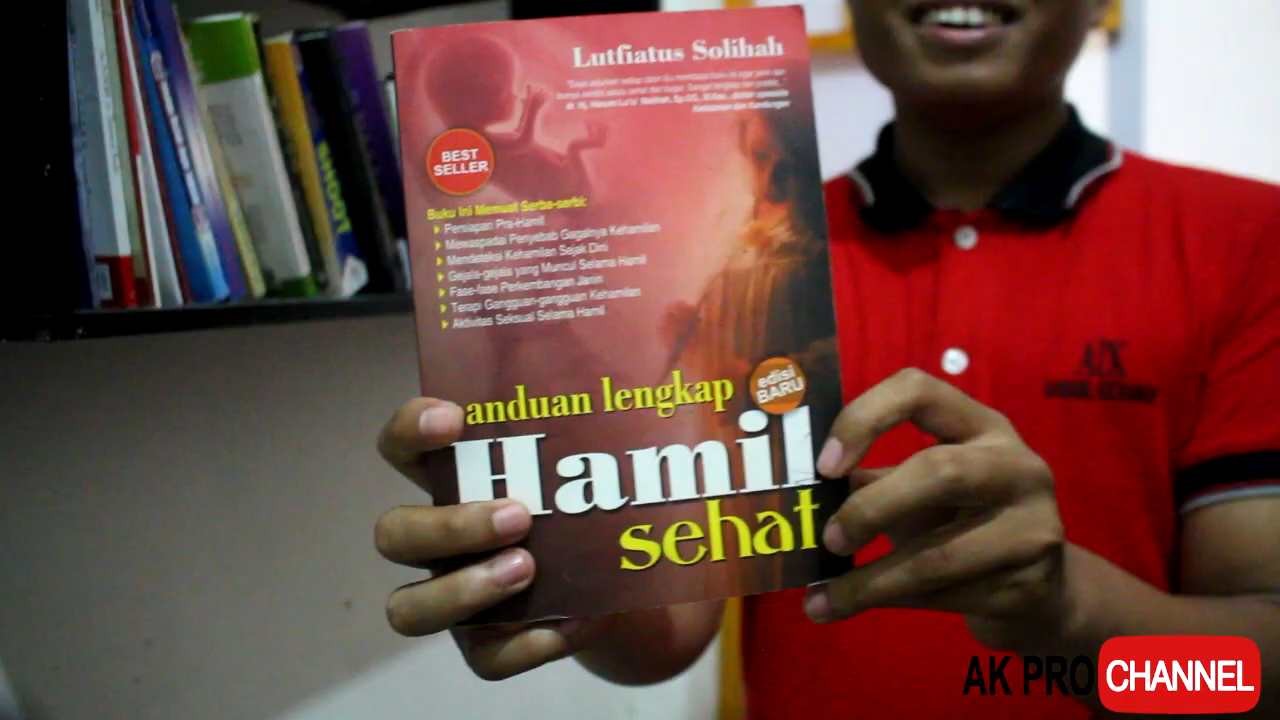 Lutfiatus Solihah
BEST
SELLER
Buku Ini Memuat Serba-serbi:
Persiapan Pra-Hamil
Mewaspadai Penyebab Gagalnya Kehamilan
Mendeteksi Kehamilan Sejak Dini
Gejala-gejala yang Muncul Selama Hamil
Fase-fase Perkembangan Janin
Terapi Gangguan-gangguan Kehamilan
Aktivitas Seksual Selama Hamil
edisi
BARU
anduan lengkap
Hamil
sehat
AK PRO CHANNEL